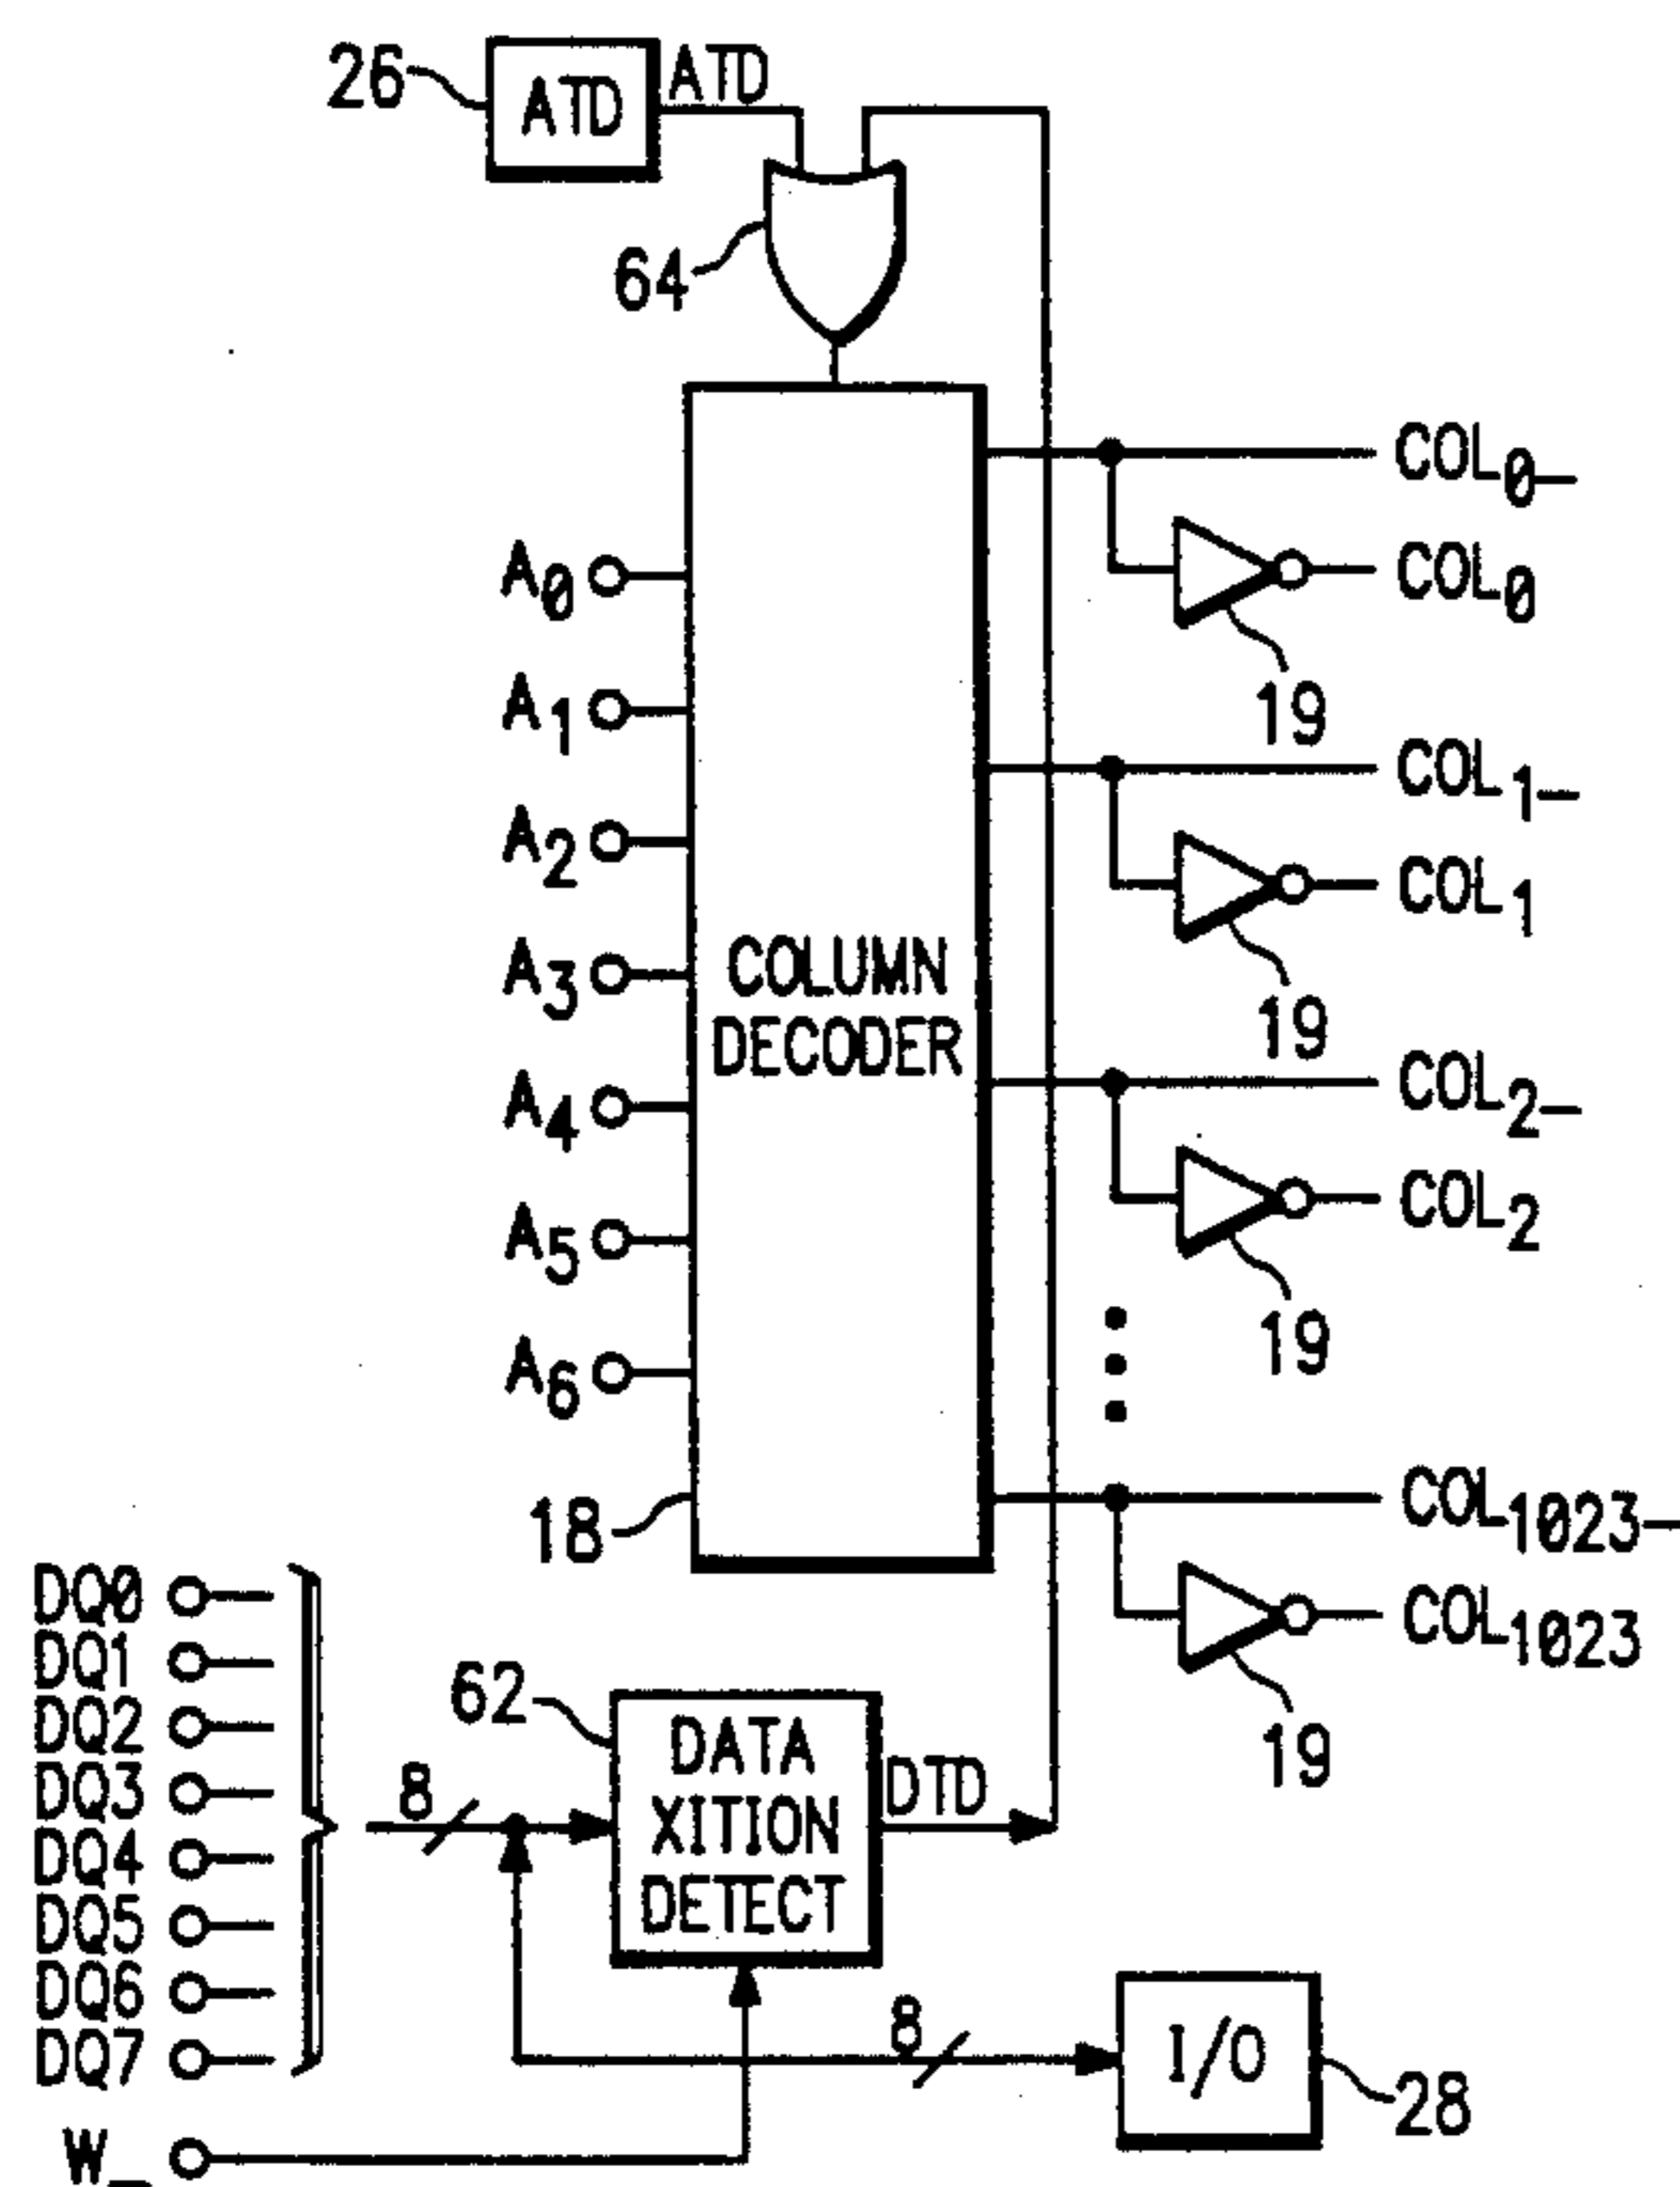 26
ATD
ATD
64
COL0–
COL0
19
A0
A1
COL1–
COL1
19
A2
A3
COLUMN
DECODER
COL2–
COL2
19
A4
A5
A6
18
COL1023–
COL1023
19
DQ0
DQ1
DQ2
DQ3
DQ4
DQ5
DQ6
DQ7
W_
8
62
DATA
XITION
DETECT
DTD
8
I/O
28